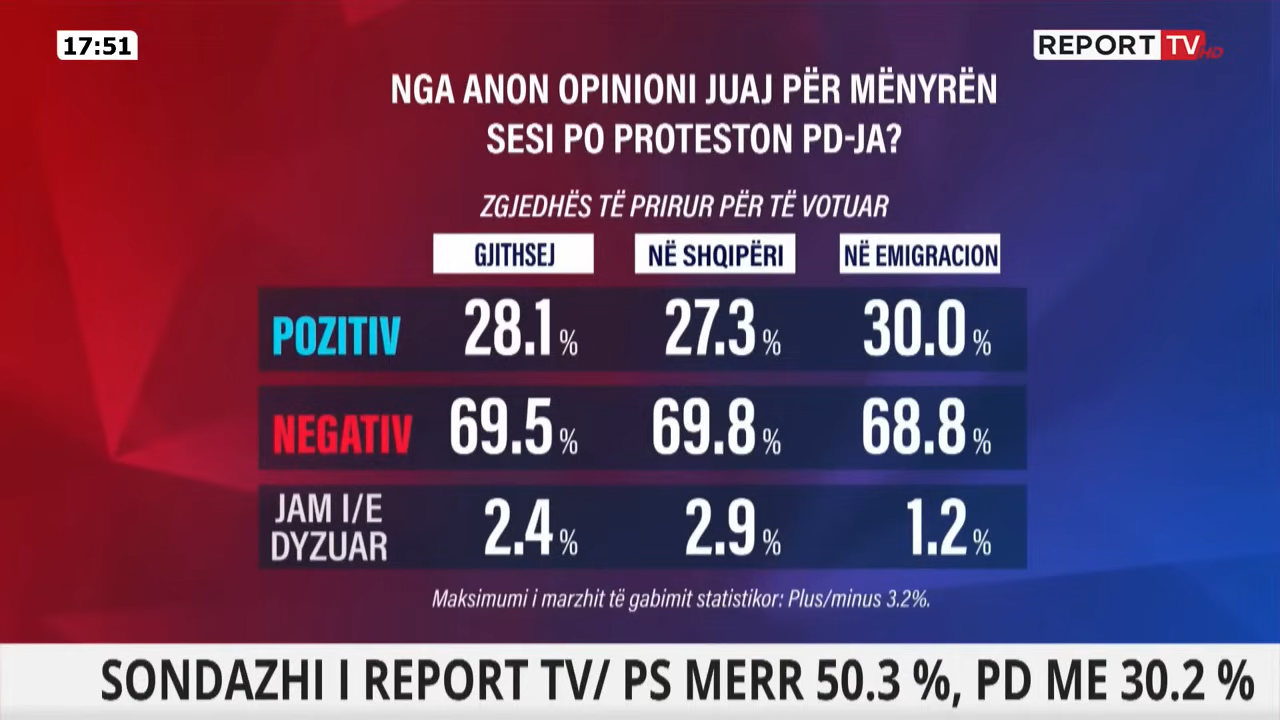 17:51
REPORT TV HD
NGA ANON OPINIONI JUAJ PËR MËNYRËN
SESI PO PROTESTON PD-JA?
ZGJEDHËS TË PRIRUR PËR TË VOTUAR
GJITHSEJ NË SHQIPËRI NË EMIGRACION
POZITIV 28.1% 27.3% 30.0%
NEGATIV 69.5% 69.8% 68.8%
JAM I/E
DYZUAR 2.4% 2.9% 1.2%
Maksimumi i marzhit të gabimit statistikor: Plus/minus 3.2%.
SONDAZHI I REPORT TV/ PS MERR 50.3 %, PD ME 30.2 %